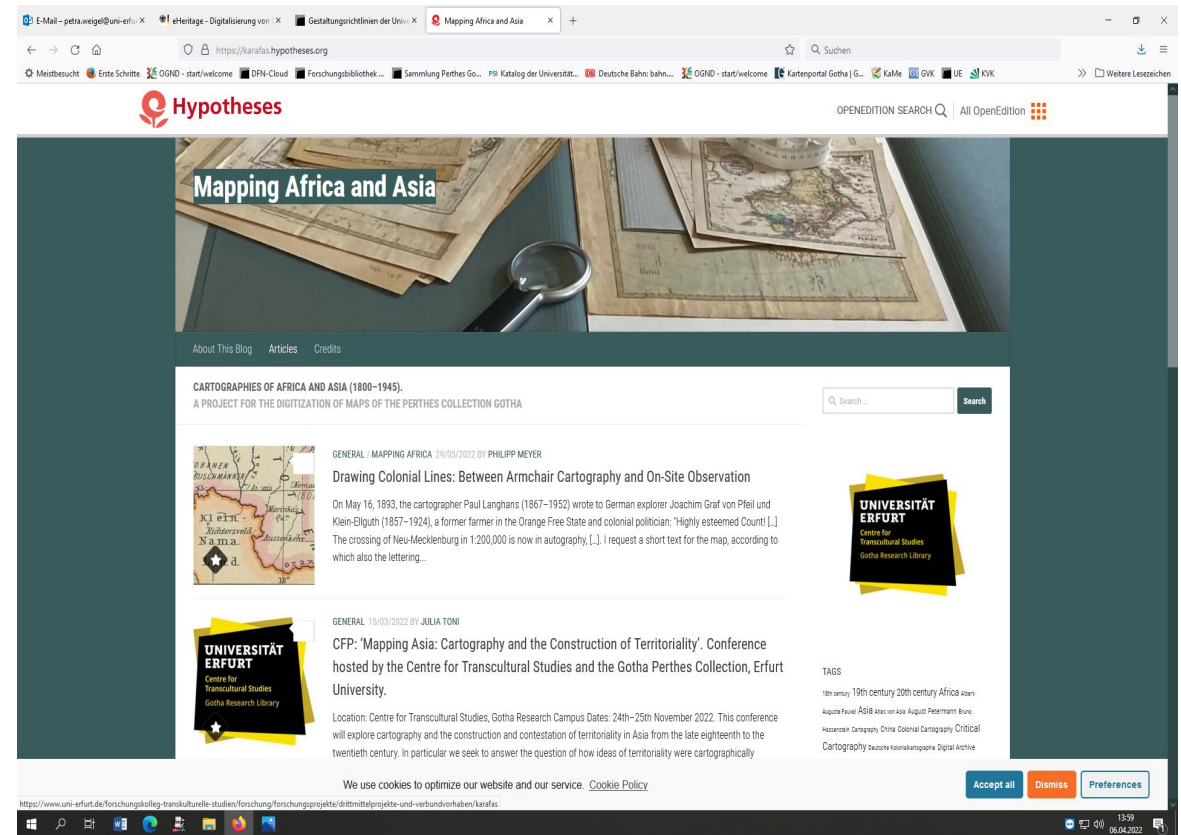 E-Mail – petra.weigel@uni-erfu
eHeritage - Digitalisierung von
Gestaltungsrichtlinien der Unive
Mapping Africa and Asia
https://karafas.hypotheses.org
Suchen
Meistbesucht
Erste Schritte
OGND - start/welcome
DFN-Cloud
Forschungsbibliothek ...
Sammlung Perthes Go...
PSI Katalog der Universität...
DB Deutsche Bahn: bahn....
OGND - start/welcome
Kartenportal Gotha | G...
KaMe
GVK
UE
KVK
Weitere Lesezeichen
Hypotheses
OPENEDITION SEARCH
All OpenEdition
Mapping Africa and Asia
About This Blog Articles Credits
CARTOGRAPHIES OF AFRICA AND ASIA (1800–1945).
A PROJECT FOR THE DIGITIZATION OF MAPS OF THE PERTHES COLLECTION GOTHA
Search ...
Search
GENERAL / MAPPING AFRICA 29/03/2022 BY PHILIPP MEYER
Drawing Colonial Lines: Between Armchair Cartography and On-Site Observation
On May 16, 1893, the cartographer Paul Langhans (1867–1952) wrote to German explorer Joachim Graf von Pfeil und
Klein-Ellguth (1857–1924), a former farmer in the Orange Free State and colonial politician: "Highly esteemed Count! [...]
The crossing of Neu-Mecklenburg in 1:200,000 is now in autography, [...]. I request a short text for the map, according to
which also the lettering...
Klein-
Nama
UNIVERSITÄT
ERFURT
Centre for
Transcultural Studies
Gotha Research Library
GENERAL 15/03/2022 BY JULIA TONI
CFP: 'Mapping Asia: Cartography and the Construction of Territoriality'. Conference
hosted by the Centre for Transcultural Studies and the Gotha Perthes Collection, Erfurt
University.
Location: Centre for Transcultural Studies, Gotha Research Campus Dates: 24th–25th November 2022. This conference
will explore cartography and the construction and contestation of territoriality in Asia from the late eighteenth to the
twentieth century. In particular we seek to answer the question of how ideas of territoriality were cartographically
UNIVERSITÄT
ERFURT
Centre for
Transcultural Studies
Gotha Research Library
TAGS
18th century 19th century 20th century Africa Albert-
Auguste Fauvel Asia Atlas von Asia August Petermann Bruno
Hassenstein Cartography China Colonial Cartography Critical
Cartography Deutsche Kolonialkartographie Digital Archive
We use cookies to optimize our website and our service. Cookie Policy
Accept all
Dismiss
Preferences
https://www.uni-erfurt.de/forschungskolleg-transkulturelle-studien/forschung/forschungsprojekte/drittmittelprojekte-und-verbundvorhaben/karafas
13:59
06.04.2022